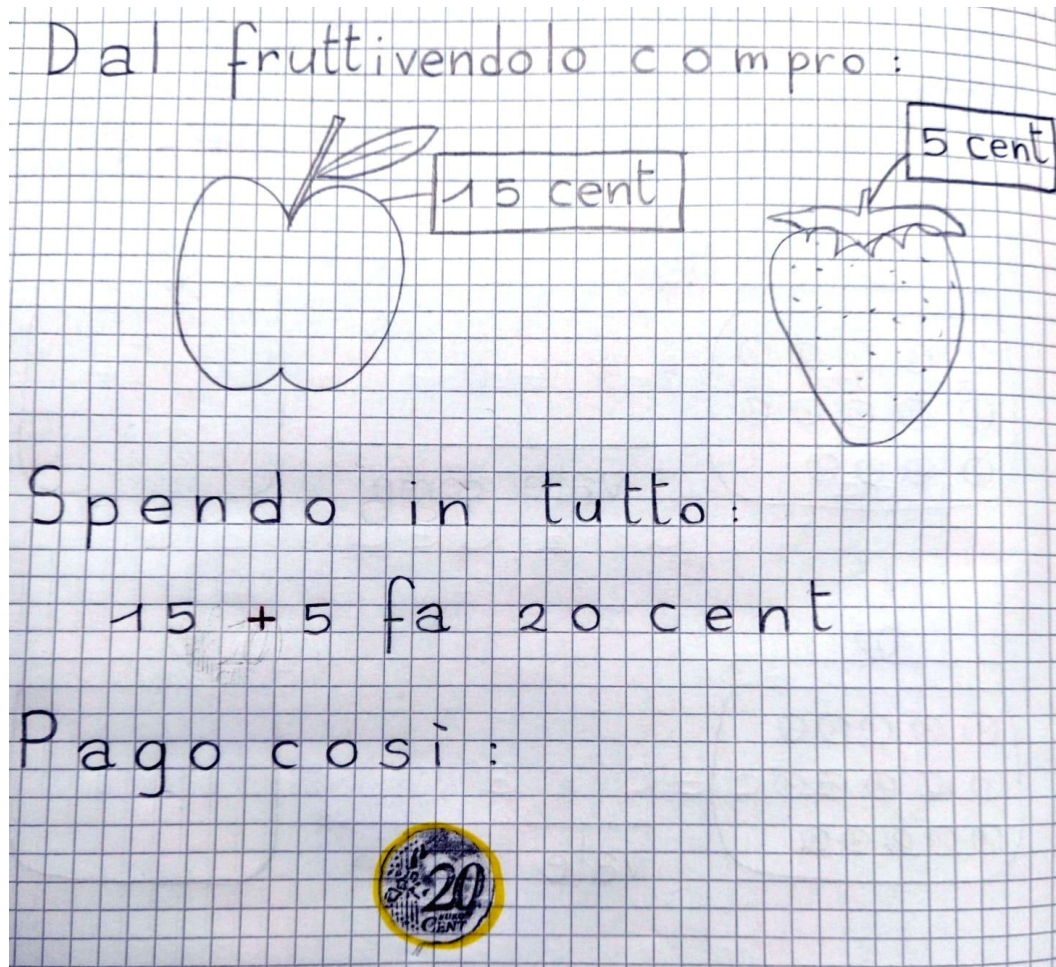 Dal fruttivendolo compro:
15 cent
5 cent
Spendo in tutto:
15 + 5 fa 20 cent
Pago così:
20
EURO
CENT